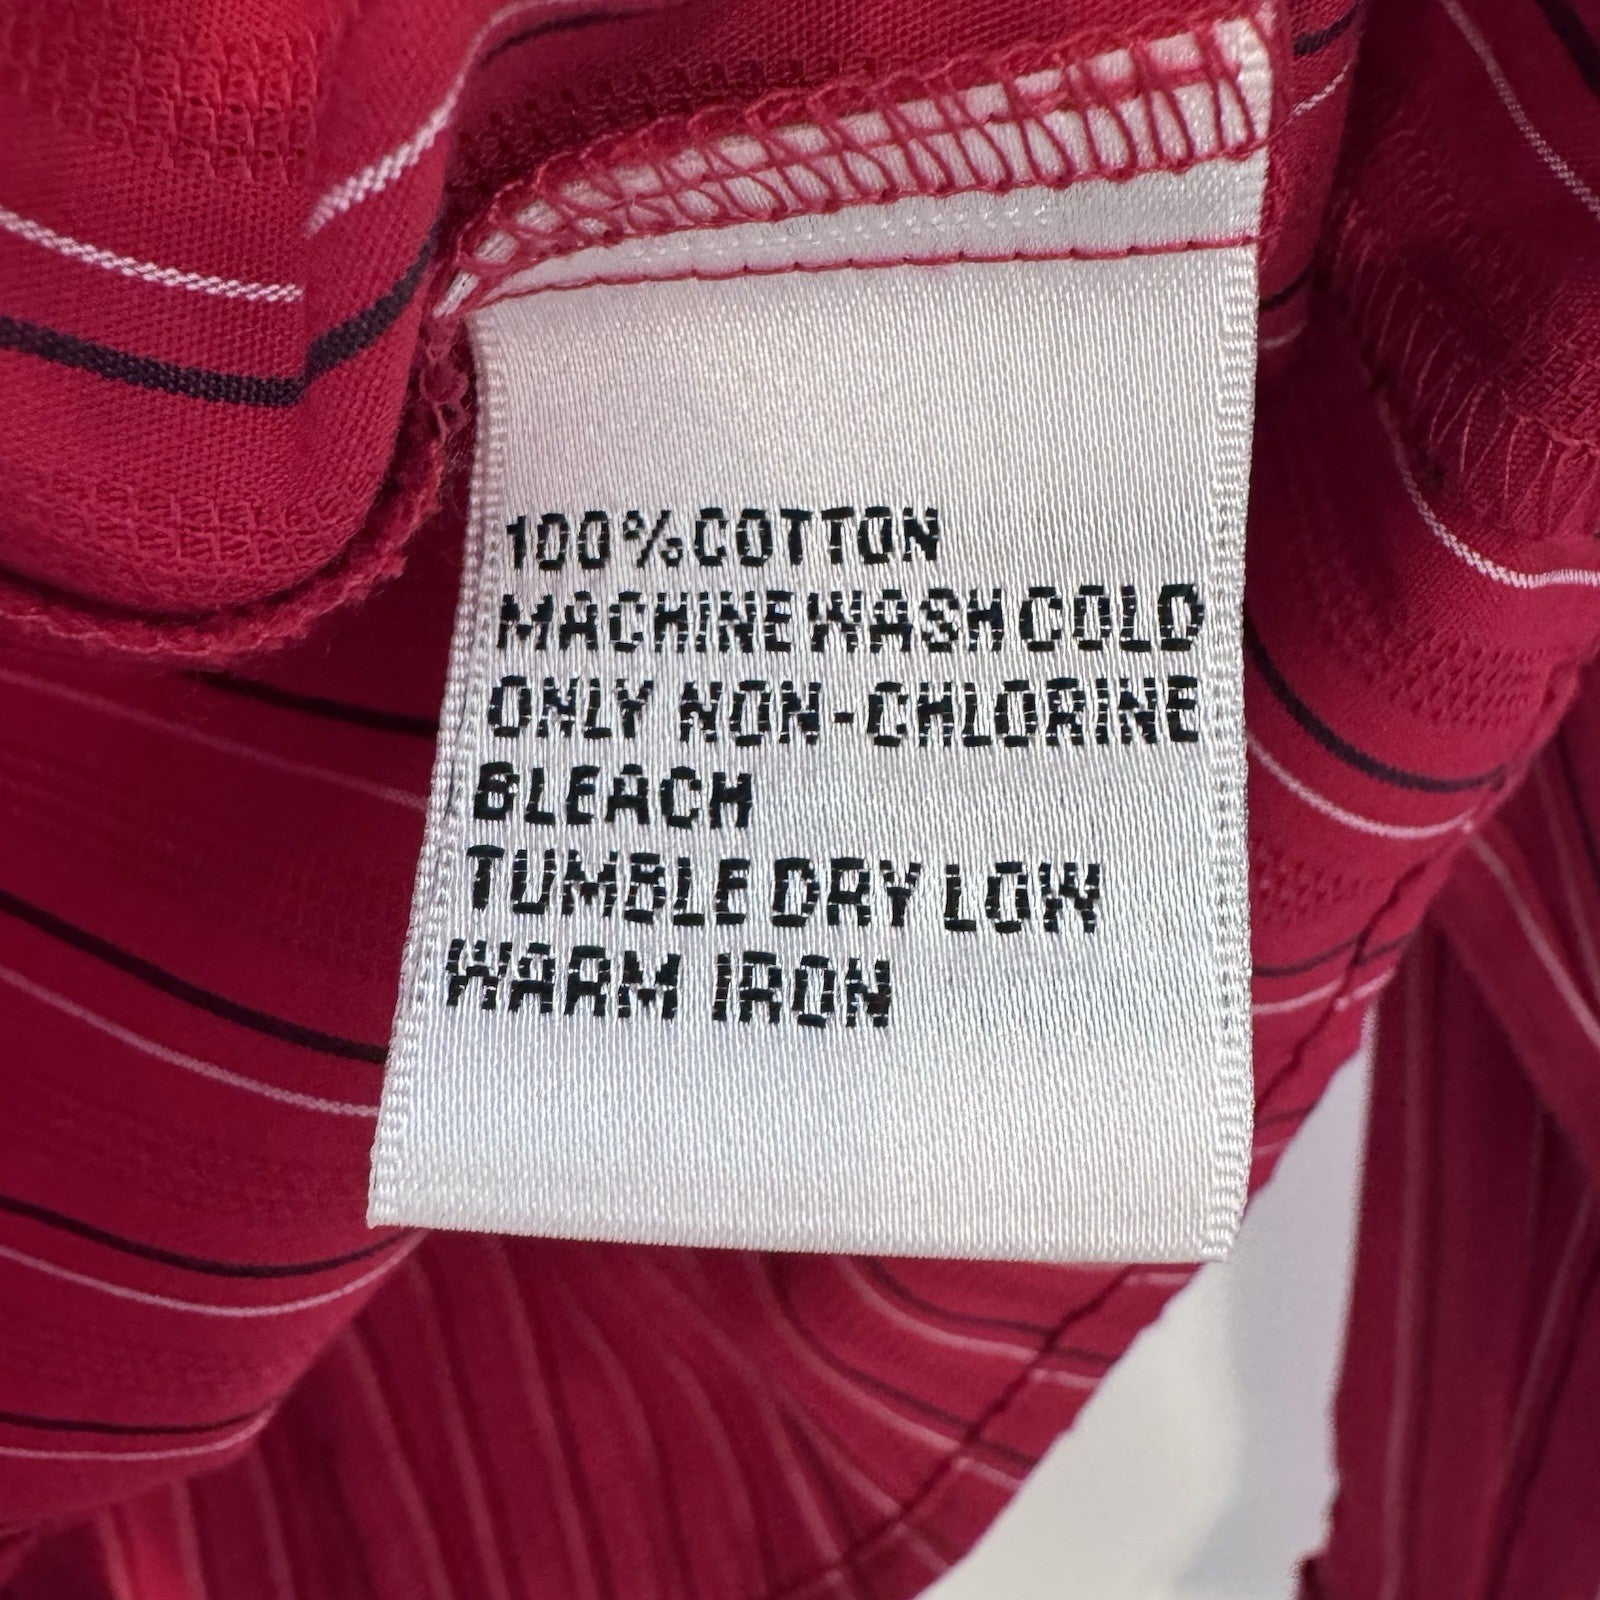 100%COTTON
MACHINE WASH COLD
ONLY NON-CHLORINE
BLEACH
TUMBLE DRY LOW
WARM IRON